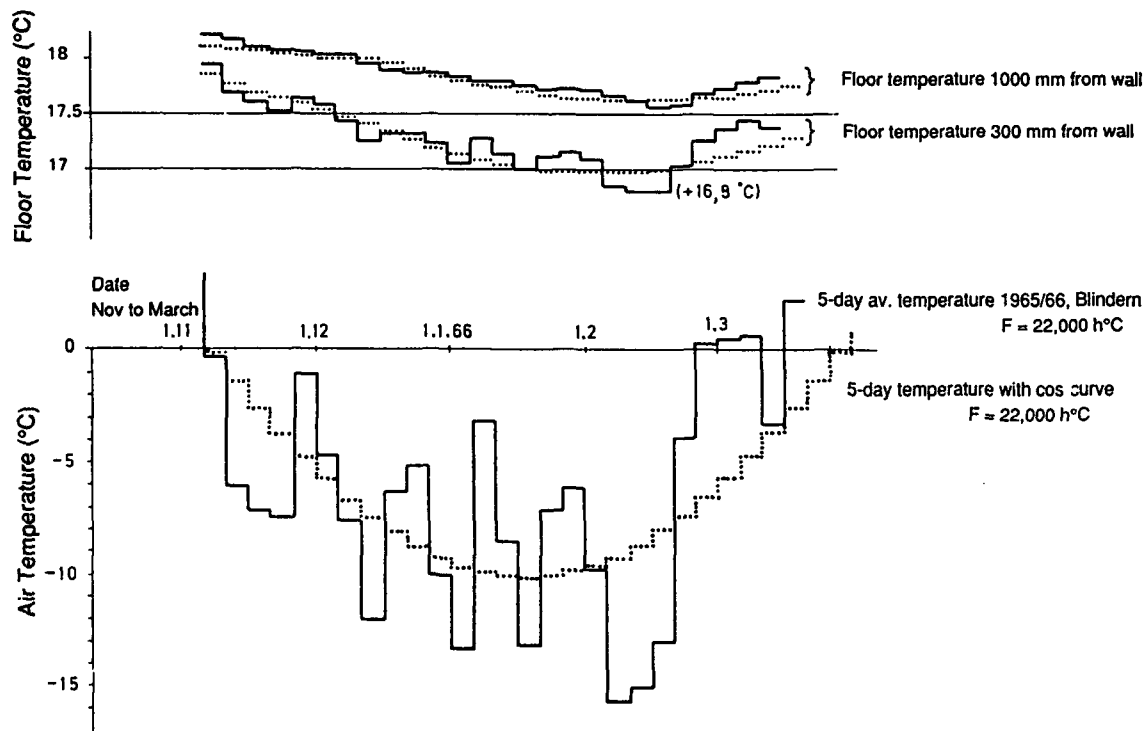 Floor Temperature (°C)
18
17.5
17
Floor temperature 1000 mm from wall
Floor temperature 300 mm from wall
(+16,8 °C)
Date
Nov to March
1.11
1.12
1.1.66
1.2
1.3
5-day av. temperature 1965/66, Blindern
F = 22,000 h°C
5-day temperature with cos curve
F = 22,000 h°C
Air Temperature (°C)
0
-5
-10
-15